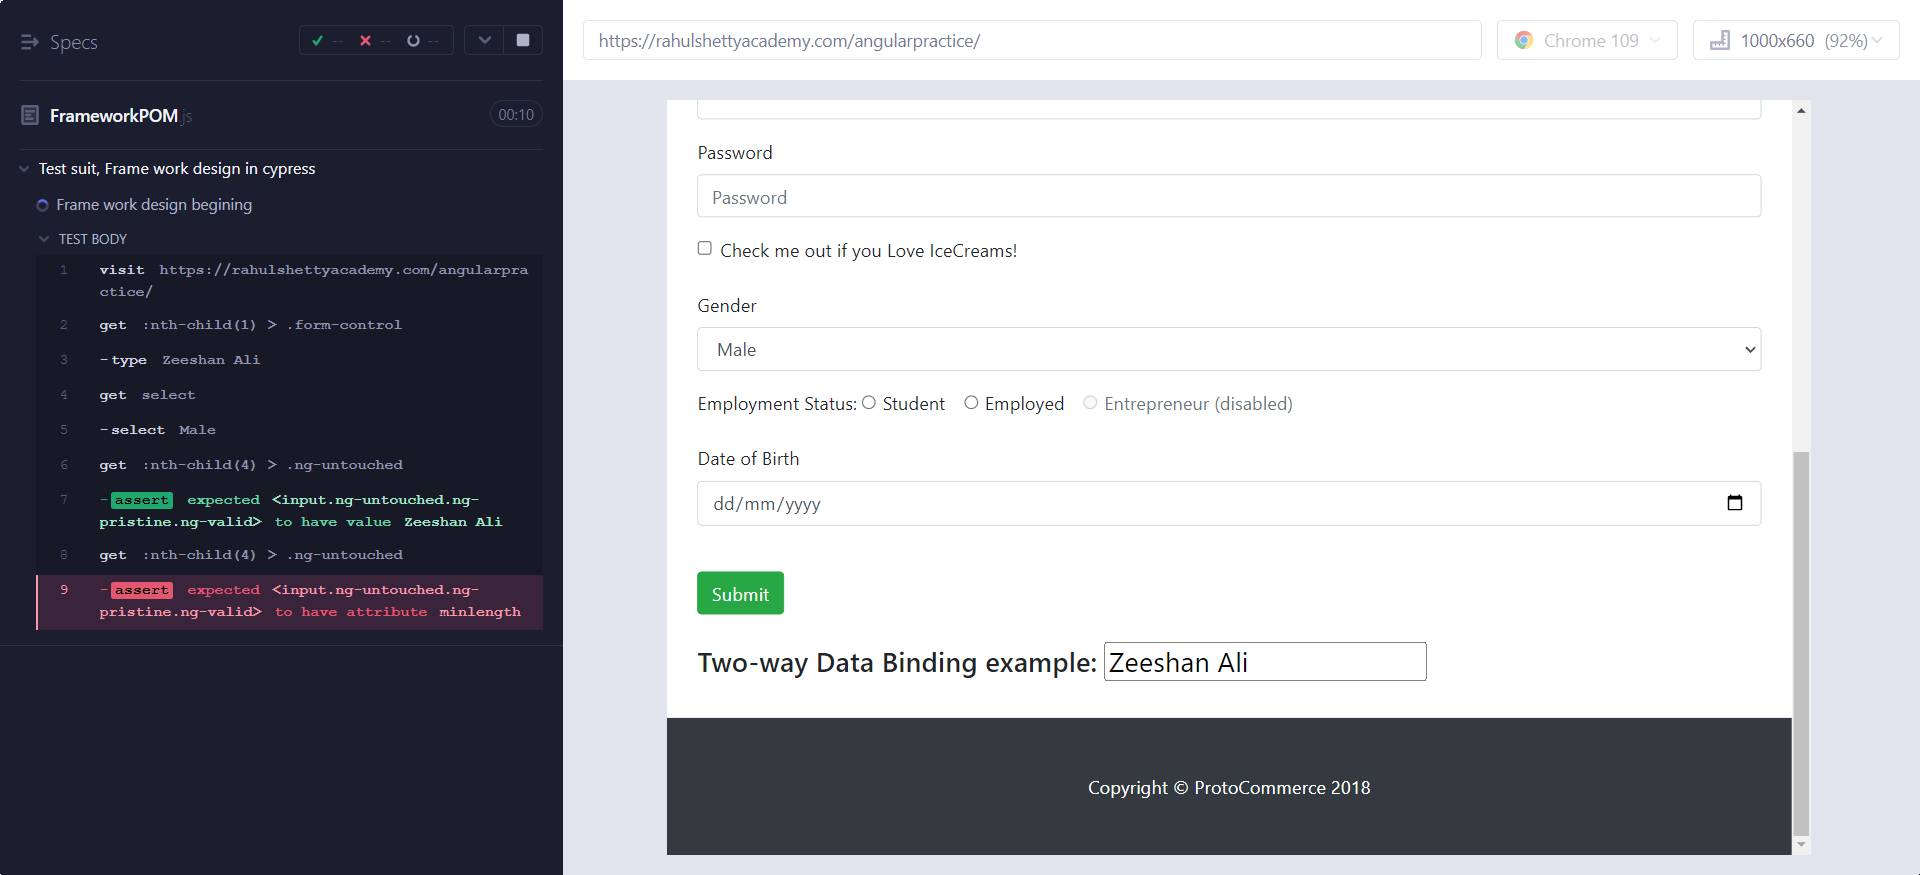 Specs
-- -- --
FrameworkPOM.js
00:10
Test suit, Frame work design in cypress
Frame work design begining
TEST BODY
1 visit https://rahulshettyacademy.com/angularpra
ctice/
2 get :nth-child(1) > .form-control
3 -type Zeeshan Ali
4 get select
5 -select Male
6 get :nth-child(4) > .ng-untouched
7 -assert expected <input.ng-untouched.ng-
pristine.ng-valid> to have value Zeeshan Ali
8 get :nth-child(4) > .ng-untouched
9 -assert expected <input.ng-untouched.ng-
pristine.ng-valid> to have attribute minlength
https://rahulshettyacademy.com/angularpractice/
Chrome 109
1000x660 (92%)
Password
Password
Check me out if you Love IceCreams!
Gender
Male
Employment Status: Student Employed Entrepreneur (disabled)
Date of Birth
dd/mm/yyyy
Submit
Two-way Data Binding example: Zeeshan Ali
Copyright © ProtoCommerce 2018